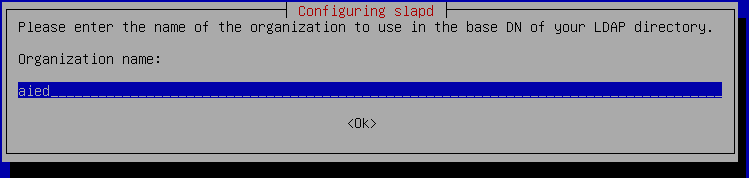 Configuring slapd
Please enter the name of the organization to use in the base DN of your LDAP directory.
Organization name:
aied
<Ok>